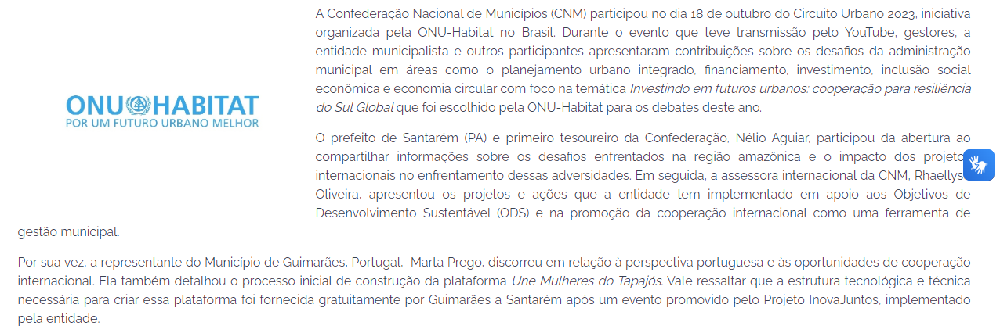 A Confederação Nacional de Municípios (CNM) participou no dia 18 de outubro do Circuito Urbano 2023, iniciativa
organizada pela ONU-Habitat no Brasil. Durante o evento que teve transmissão pelo YouTube, gestores, a
entidade municipalista e outros participantes apresentaram contribuições sobre os desafios da administração
municipal em áreas como o planejamento urbano integrado, financiamento, investimento, inclusão social
econômica e economia circular com foco na temática Investindo em futuros urbanos: cooperação para resiliência
do Sul Global que foi escolhido pela ONU-Habitat para os debates deste ano.
ONU HABITAT
POR UM FUTURO URBANO MELHOR
O prefeito de Santarém (PA) e primeiro tesoureiro da Confederação, Nélio Aguiar, participou da abertura ao
compartilhar informações sobre os desafios enfrentados na região amazônica e o impacto dos projeto
internacionais no enfrentamento dessas adversidades. Em seguida, a assessora internacional da CNM, Rhaellys
Oliveira, apresentou os projetos e ações que a entidade tem implementado em apoio aos Objetivos de
Desenvolvimento Sustentável (ODS) e na promoção da cooperação internacional como uma ferramenta de
gestão municipal.
Por sua vez, a representante do Município de Guimarães, Portugal, Marta Prego, discorreu em relação à perspectiva portuguesa e às oportunidades de cooperação
internacional. Ela também detalhou o processo inicial de construção da plataforma Une Mulheres do Tapajós. Vale ressaltar que a estrutura tecnológica e técnica
necessária para criar essa plataforma foi fornecida gratuitamente por Guimarães a Santarém após um evento promovido pelo Projeto InovaJuntos, implementado
pela entidade.